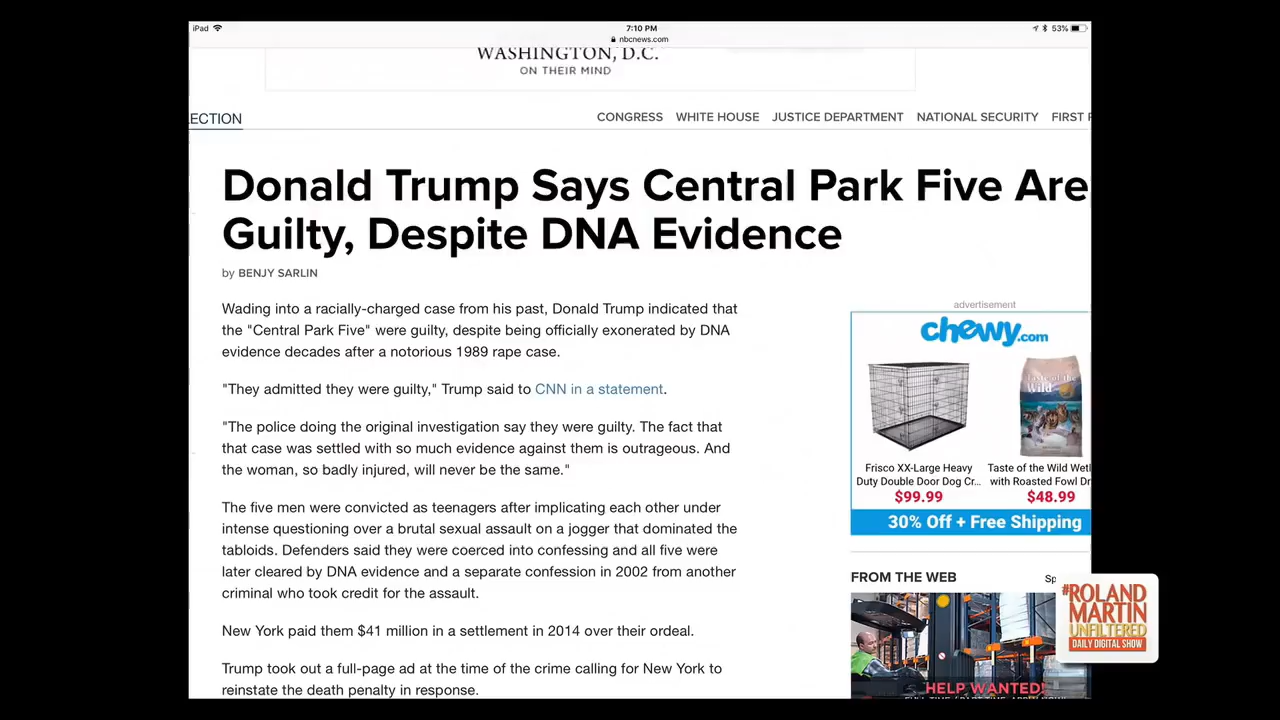 iPad
7:10 PM
53%
nbcnews.com
WASHINGTON, D.C.
ON THEIR MIND
ECTION
CONGRESS WHITE HOUSE JUSTICE DEPARTMENT NATIONAL SECURITY FIRST
Donald Trump Says Central Park Five Are
Guilty, Despite DNA Evidence
by BENJY SARLIN
Wading into a racially-charged case from his past, Donald Trump indicated that
the "Central Park Five" were guilty, despite being officially exonerated by DNA
evidence decades after a notorious 1989 rape case.
"They admitted they were guilty," Trump said to CNN in a statement.
"The police doing the original investigation say they were guilty. The fact that
that case was settled with so much evidence against them is outrageous. And
the woman, so badly injured, will never be the same."
The five men were convicted as teenagers after implicating each other under
intense questioning over a brutal sexual assault on a jogger that dominated the
tabloids. Defenders said they were coerced into confessing and all five were
later cleared by DNA evidence and a separate confession in 2002 from another
criminal who took credit for the assault.
New York paid them $41 million in a settlement in 2014 over their ordeal.
Trump took out a full-page ad at the time of the crime calling for New York to
reinstate the death penalty in response.
advertisement
chewy.com
Taste of the
Wild
Frisco XX-Large Heavy
Duty Double Door Dog Cr...
$99.99
Taste of the Wild Wetl
with Roasted Fowl Dr
$48.99
30% Off + Free Shipping
FROM THE WEB
Sp
HELP WANTED!
#ROLAND
MARTIN
UNFILTERED
DAILY DIGITAL SHOW